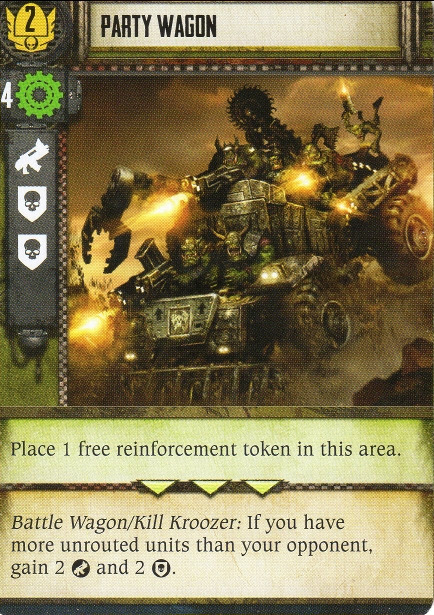 2
PARTY WAGON
4
Place 1 free reinforcement token in this area.
Battle Wagon/Kill Kroozer: If you have
more unrouted units than your opponent,
gain 2 and 2 .